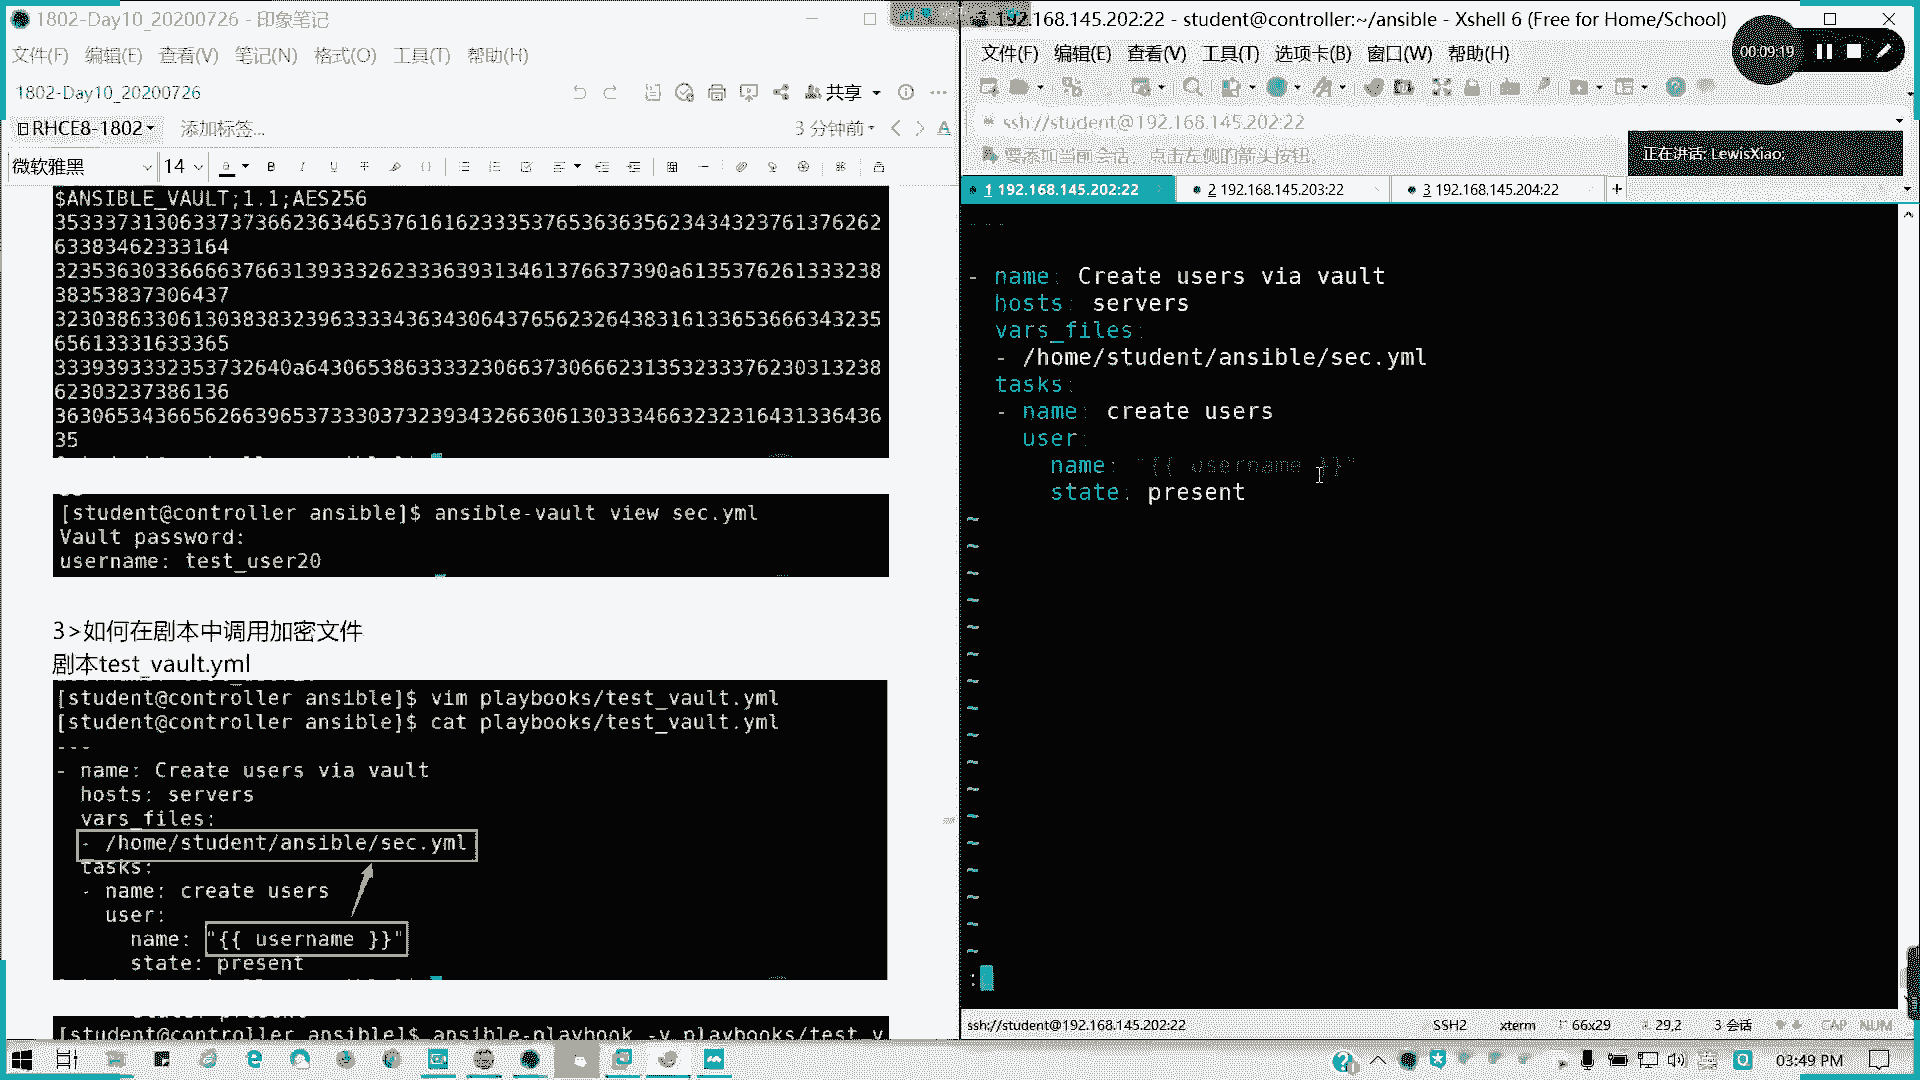 1802-Day10_20200726 - 印象笔记
文件(F) 编辑(E) 查看(V) 笔记(N) 格式(O) 工具(T) 帮助(H)
1802-Day10_20200726
共享
RHCE8-1802
添加标签...
3 分钟前
微软雅黑
14
$ANSIBLE_VAULT;1.1;AES256
[student@controller ansible]$ ansible-vault view sec.yml
Vault password:
username: test_user20
3>如何在剧本中调用加密文件
剧本test_vault.yml
[student@controller ansible]$ vim playbooks/test_vault.yml
[student@controller ansible]$ cat playbooks/test_vault.yml
---
- name: Create users via vault
hosts: servers
vars_files:
- /home/student/ansible/sec.yml
tasks:
- name: create users
user:
name: "{{ username }}"
state: present
[student@controller ansible]$ ansible-playbook -v playbooks/test_v
192.168.145.202:22 - student@controller:~/ansible - Xshell 6 (Free for Home/School)
00:09:19
文件(F) 编辑(E) 查看(V) 工具(T) 选项卡(B) 窗口(W) 帮助(H)
ssh://student@192.168.145.202:22
要添加当前会话，点击左侧的箭头按钮。
正在讲话: LewisXiao;
1 192.168.145.202:22
2 192.168.145.203:22
3 192.168.145.204:22
---
- name: Create users via vault
hosts: servers
vars_files:
- /home/student/ansible/sec.yml
tasks:
- name: create users
user:
name: "{{ username }}"
state: present
:
ssh://student@192.168.145.202:22
SSH2
xterm
66x29
29,2
3 会话
CAP NUM
03:49 PM